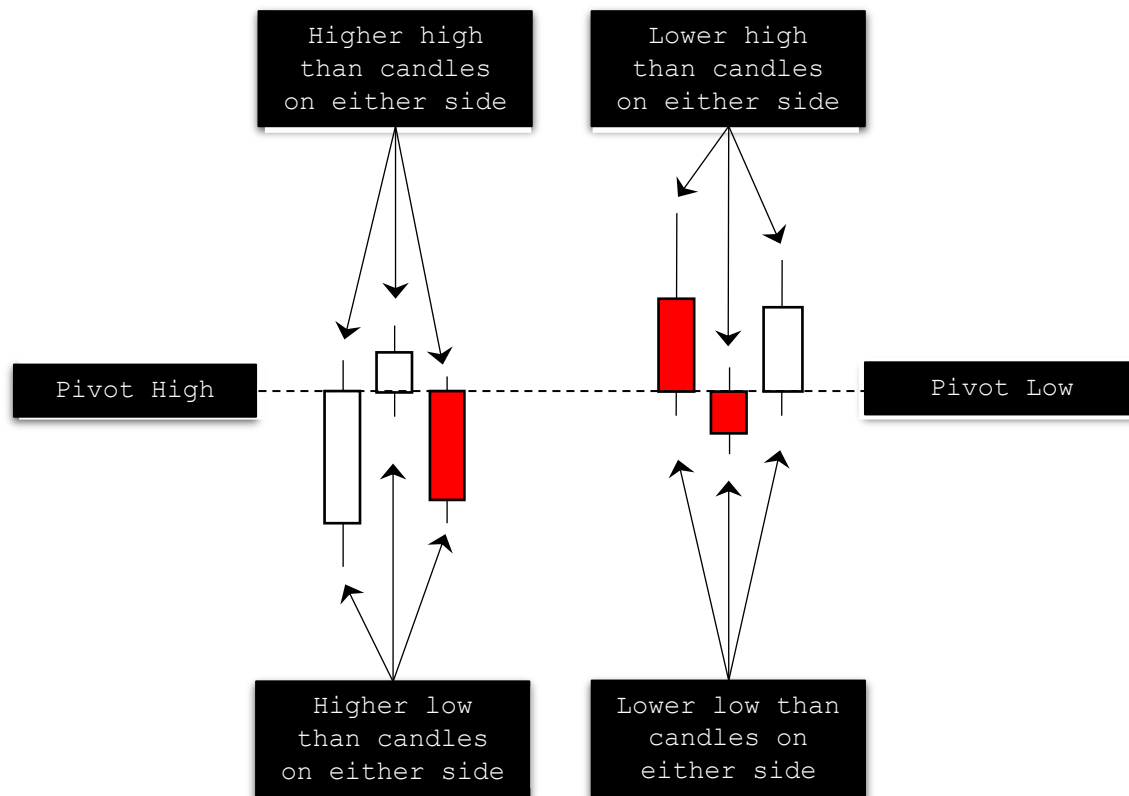 Higher high
than candles
on either side
Lower high
than candles
on either side
Pivot High
Pivot Low
Higher low
than candles
on either side
Lower low than
candles on
either side